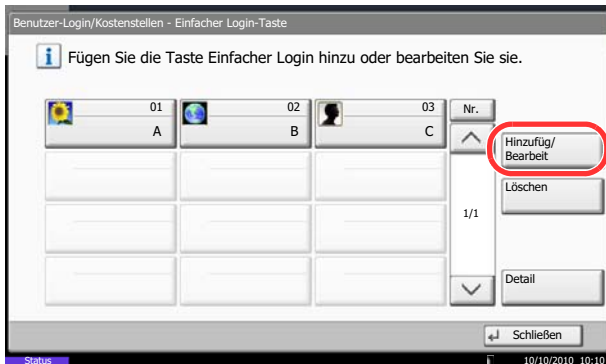 Benutzer-Login/Kostenstellen - Einfacher Login-Taste
Fügen Sie die Taste Einfacher Login hinzu oder bearbeiten Sie sie.
01
A
02
B
03
C
Nr.
1/1
Hinzufüg/
Bearbeit
Löschen
Detail
Schließen
Status
10/10/2010 10:10